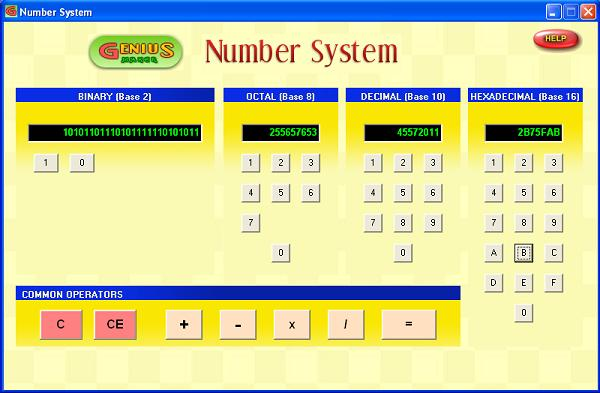 Number System
GENIUS
MAKER
Number System
HELP
BINARY (Base 2)
10101101110101111110101011
1 0
OCTAL (Base 8)
255657653
1 2 3
4 5 6
7
0
DECIMAL (Base 10)
45572011
1 2 3
4 5 6
7 8 9
0
HEXADECIMAL (Base 16)
2B75FAB
1 2 3
4 5 6
7 8 9
A B C
D E F
0
COMMON OPERATORS
C CE + - x / =